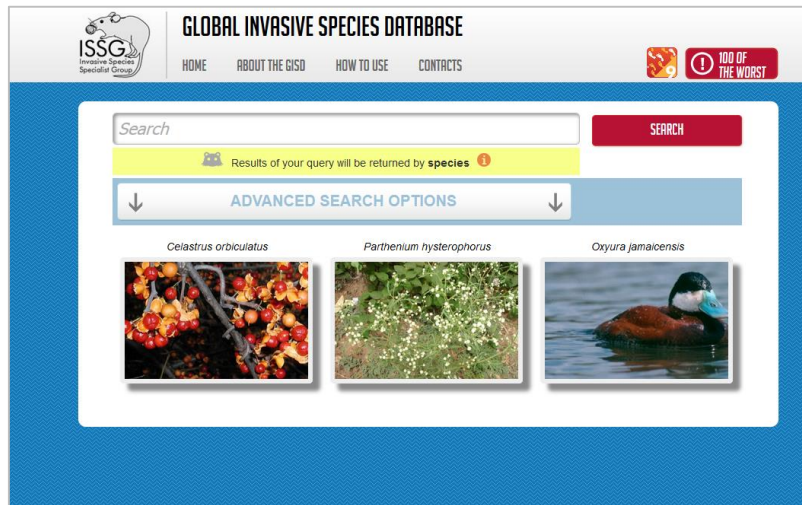 GLOBAL INVASIVE SPECIES DATABASE
ISSG
Invasive Species
Specialist Group
HOME ABOUT THE GISD HOW TO USE CONTACTS
9
100 OF
THE WORST
Search
SEARCH
Results of your query will be returned by species
ADVANCED SEARCH OPTIONS
Celastrus orbiculatus Parthenium hysterophorus Oxyura jamaicensis